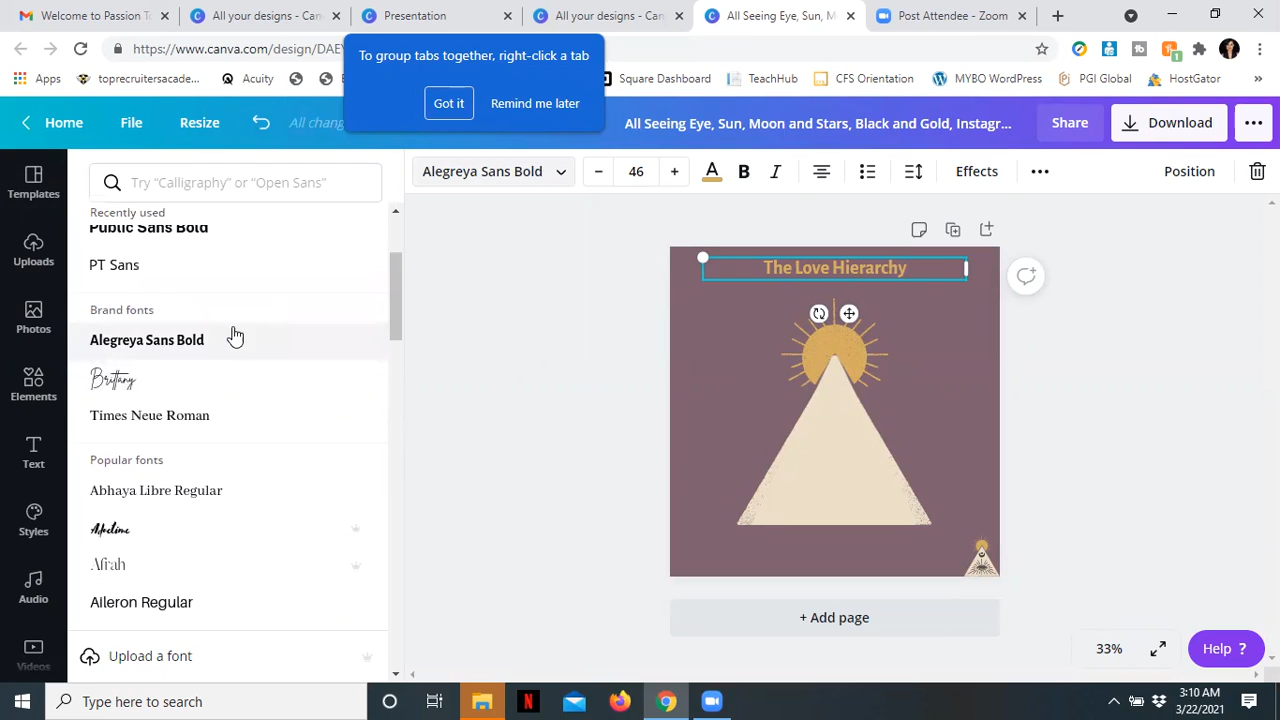 Welcome to Passion T
All your designs - Canv
Presentation
All your designs - Canv
All Seeing Eye, Sun, M
Post Attendee - Zoom
https://www.canva.com/design/DAE
To group tabs together, right-click a tab
Got it
Remind me later
Apps
toprecruitersacade...
Acuity
Square Dashboard
TeachHub
CFS Orientation
MYBO WordPress
PGI Global
HostGator
Home
File
Resize
All chang
All Seeing Eye, Sun, Moon and Stars, Black and Gold, Instagr...
Share
Download
Templates
Uploads
Photos
Elements
Text
Styles
Audio
Videos
Try “Calligraphy” or “Open Sans”
Recently used
Public Sans Bold
PT Sans
Brand fonts
Alegreya Sans Bold
Brittany
Times Neue Roman
Popular fonts
Abhaya Libre Regular
Adectime
Afrah
Aileron Regular
Upload a font
Alegreya Sans Bold
46
A
B
I
Effects
Position
The Love Hierarchy
+ Add page
33%
Help ?
Type here to search
3:10 AM
3/22/2021